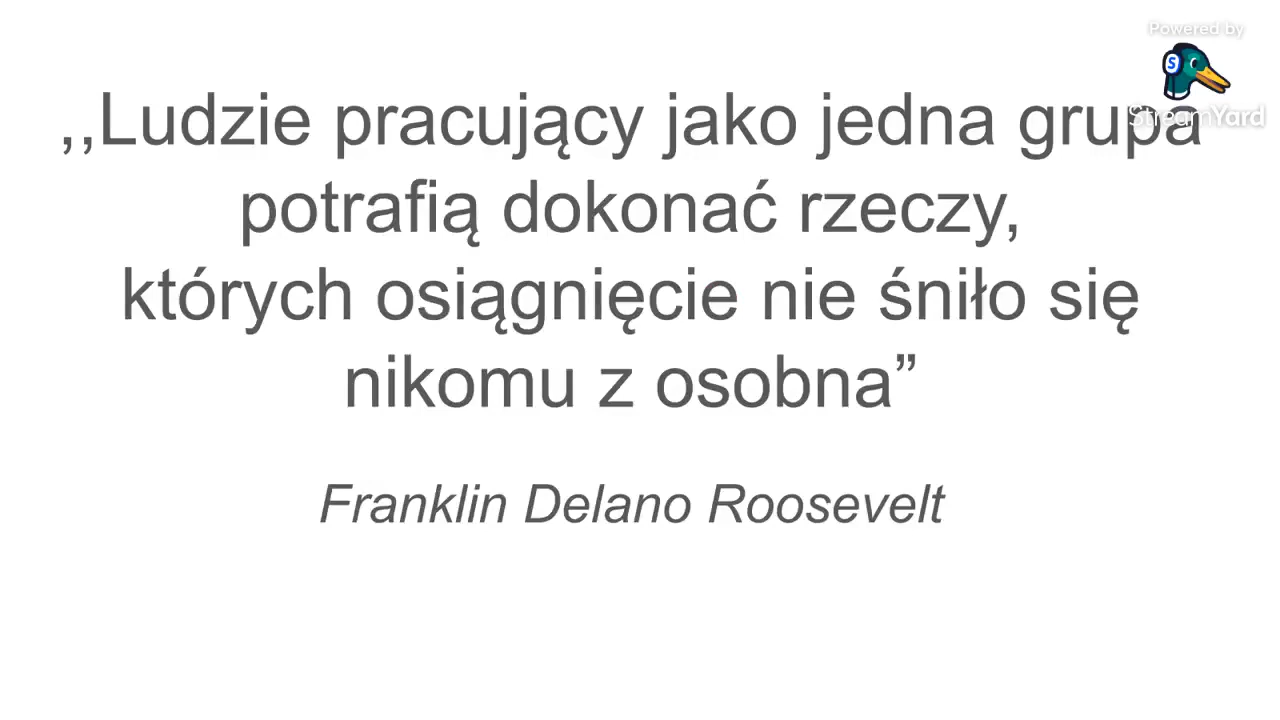 Powered by
S
StreamYard
,,Ludzie pracujący jako jedna grupa
potrafią dokonać rzeczy,
których osiągnięcie nie śniło się
nikomu z osobna”
Franklin Delano Roosevelt